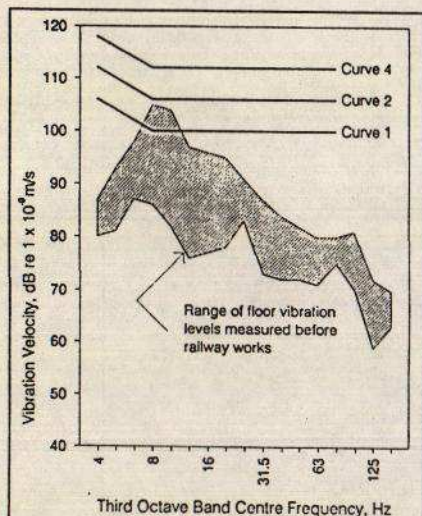 120
110
100
90
80
70
60
50
40
Vibration Velocity, dB re 1 x 10⁻⁹ m/s
Curve 4
Curve 2
Curve 1
Range of floor vibration
levels measured before
railway works
4
8
16
31.5
63
125
Third Octave Band Centre Frequency, Hz